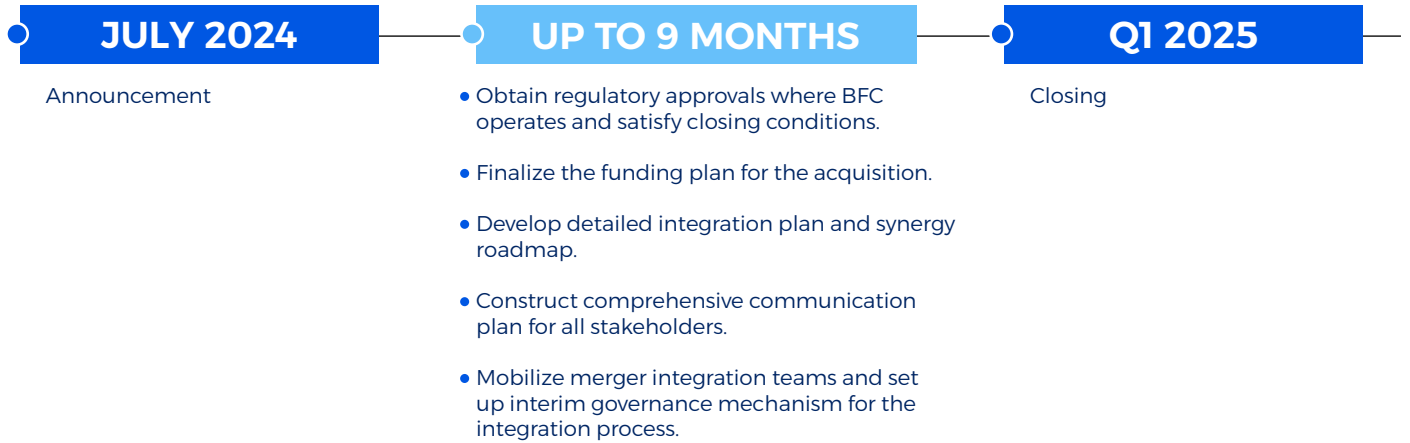 JULY 2024
Announcement
UP TO 9 MONTHS
• Obtain regulatory approvals where BFC
operates and satisfy closing conditions.
• Finalize the funding plan for the acquisition.
• Develop detailed integration plan and synergy
roadmap.
• Construct comprehensive communication
plan for all stakeholders.
• Mobilize merger integration teams and set
up interim governance mechanism for the
integration process.
Q1 2025
Closing